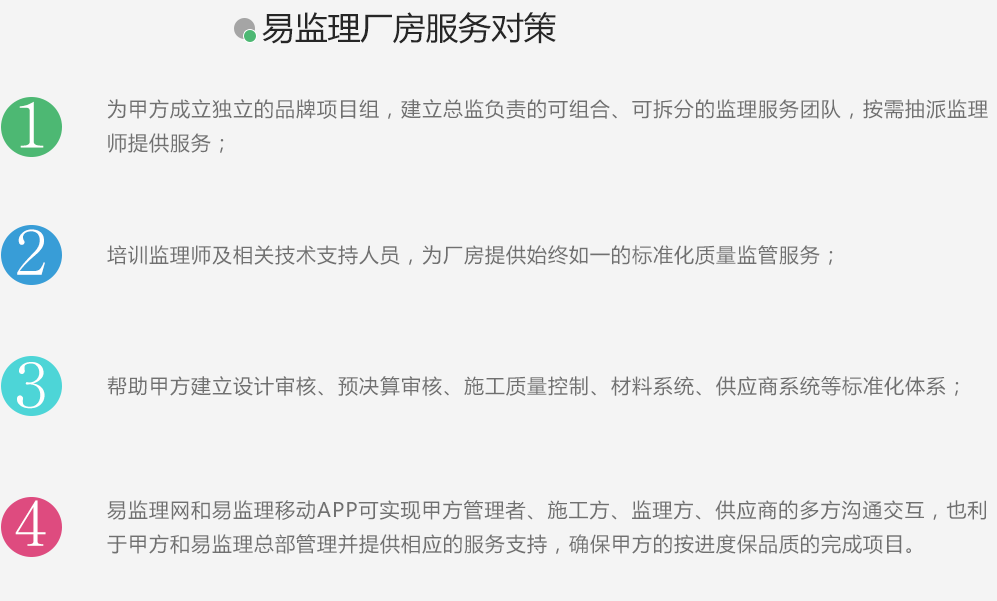 易监理厂房服务对策
1
为甲方成立独立的品牌项目组，建立总监负责的可组合、可拆分的监理服务团队，按需抽派监理
师提供服务；
2
培训监理师及相关技术支持人员，为厂房提供始终如一的标准化质量监管服务；
3
帮助甲方建立设计审核、预决算审核、施工质量控制、材料系统、供应商系统等标准化体系；
4
易监理网和易监理移动APP可实现甲方管理者、施工方、监理方、供应商的多方沟通交互，也利
于甲方和易监理总部管理并提供相应的服务支持，确保甲方的按进度保品质的完成项目。